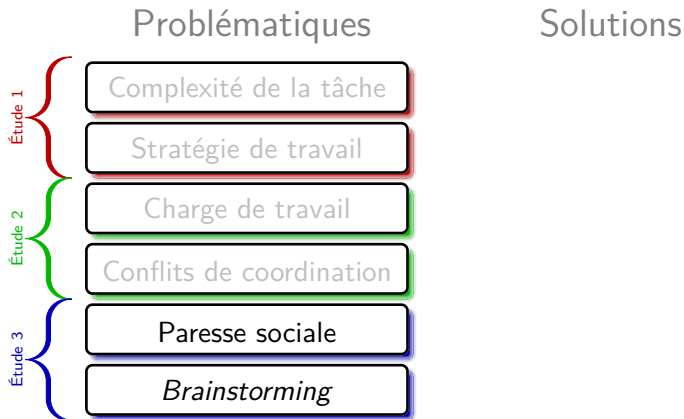 Problématiques Solutions
Étude 1
Complexité de la tâche
Stratégie de travail
Étude 2
Charge de travail
Conflits de coordination
Étude 3
Paresse sociale
Brainstorming